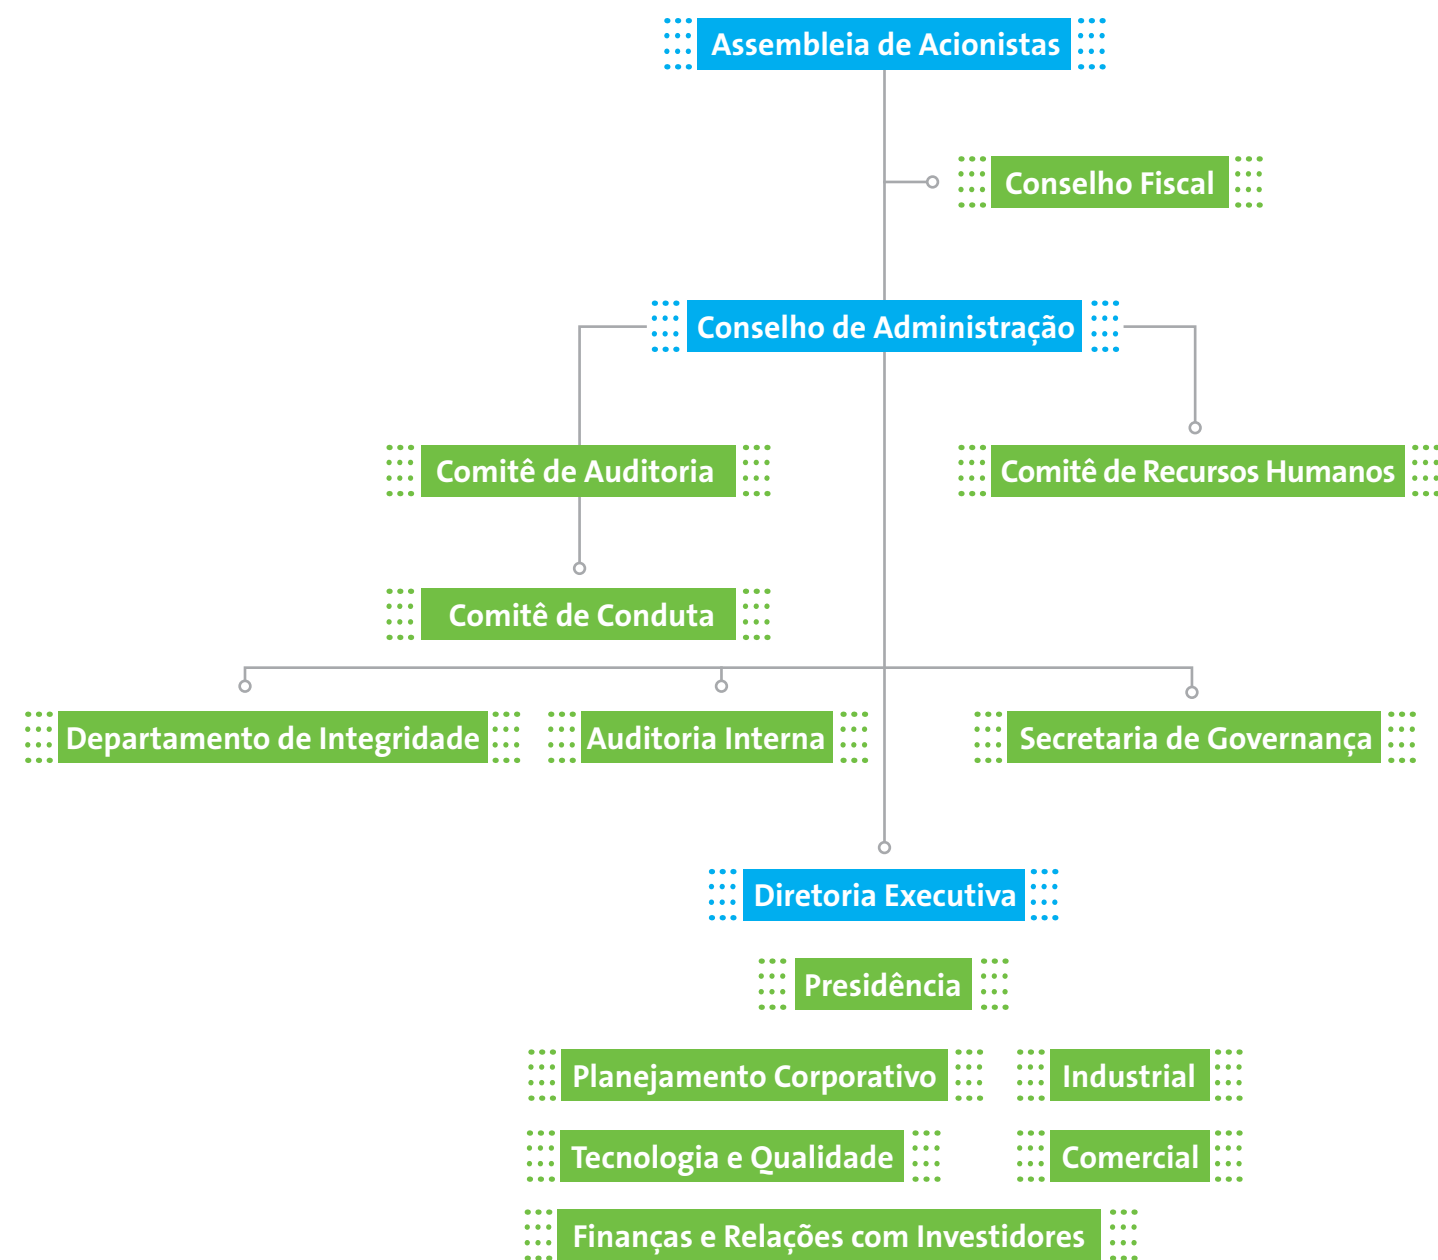 Assembleia de Acionistas
Conselho Fiscal
Conselho de Administração
Comitê de Auditoria
Comitê de Recursos Humanos
Comitê de Conduta
Departamento de Integridade
Auditoria Interna
Secretaria de Governança
Diretoria Executiva
Presidência
Planejamento Corporativo
Industrial
Tecnologia e Qualidade
Comercial
Finanças e Relações com Investidores